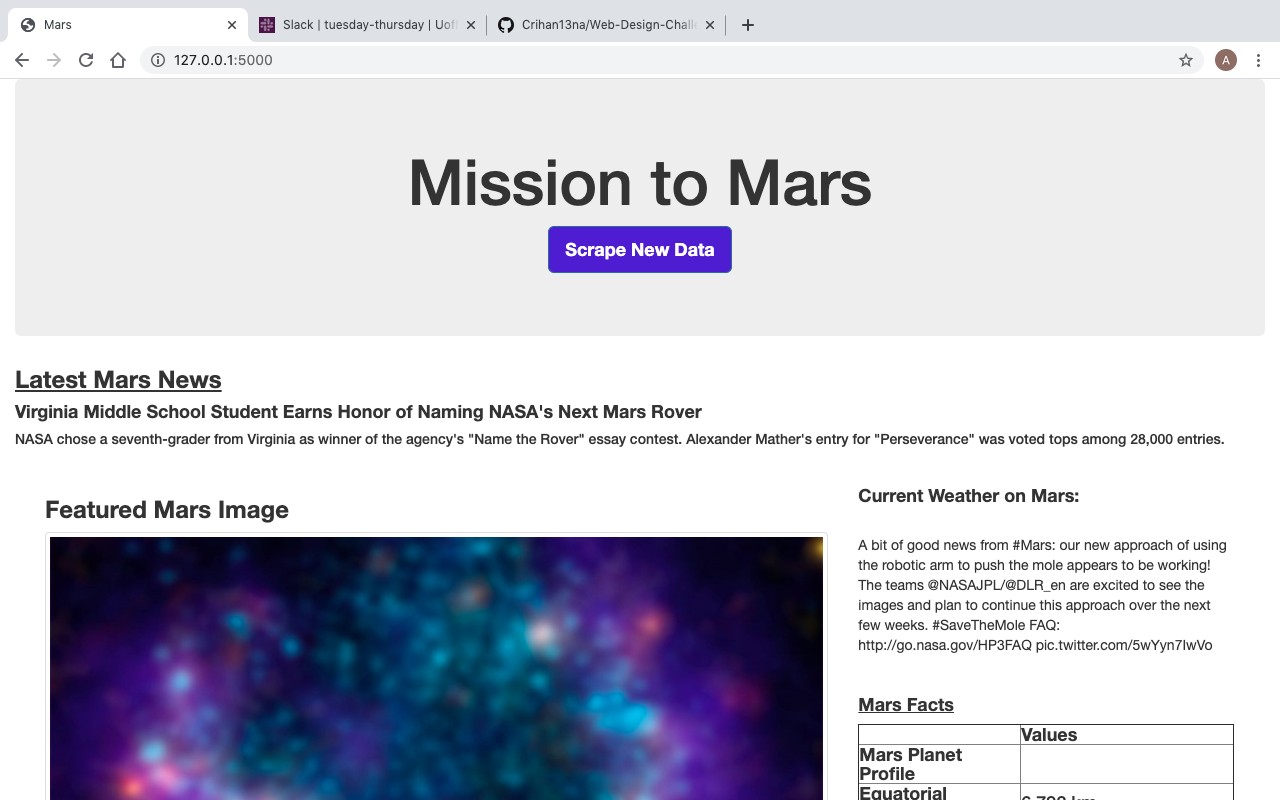 Mars
Slack | tuesday-thursday | Uof
Crihan13na/Web-Design-Chall
127.0.0.1:5000
A
Mission to Mars
Scrape New Data
Latest Mars News
Virginia Middle School Student Earns Honor of Naming NASA's Next Mars Rover
NASA chose a seventh-grader from Virginia as winner of the agency's "Name the Rover" essay contest. Alexander Mather's entry for "Perseverance" was voted tops among 28,000 entries.
Featured Mars Image
Current Weather on Mars:
A bit of good news from #Mars: our new approach of using
the robotic arm to push the mole appears to be working!
The teams @NASAJPL/@DLR_en are excited to see the
images and plan to continue this approach over the next
few weeks. #SaveTheMole FAQ:
http://go.nasa.gov/HP3FAQ pic.twitter.com/5wYyn7IwVo
Mars Facts
Values
Mars Planet
Profile
Equatorial
6,790 km